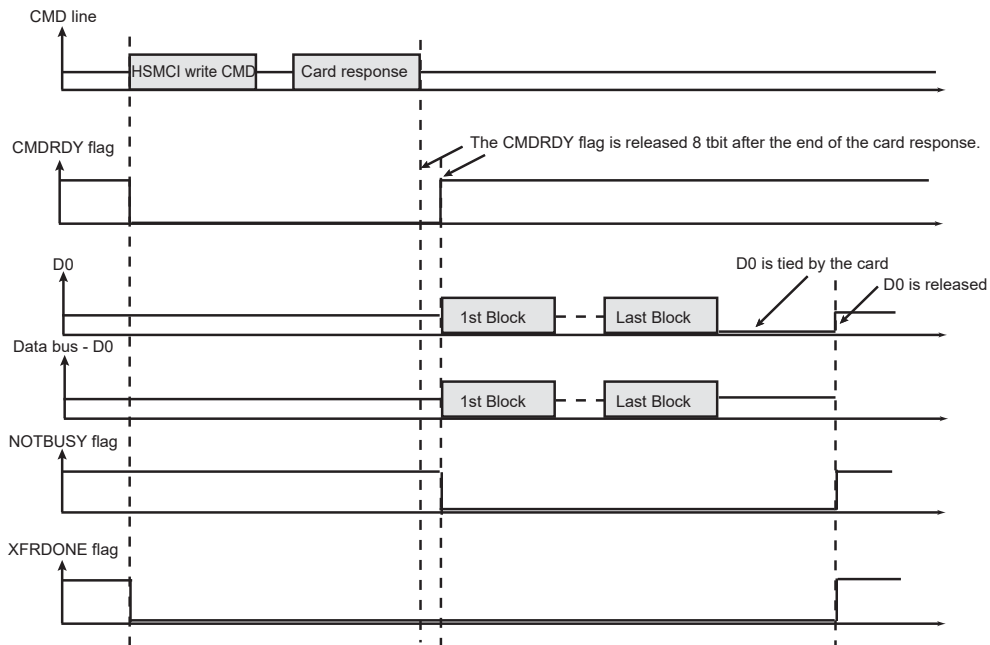 CMD line
HSMCI write CMD
Card response
CMDRDY flag
The CMDRDY flag is released 8 tbit after the end of the card response.
D0
D0 is tied by the card
D0 is released
1st Block
Last Block
Data bus - D0
1st Block
Last Block
NOTBUSY flag
XFRDONE flag